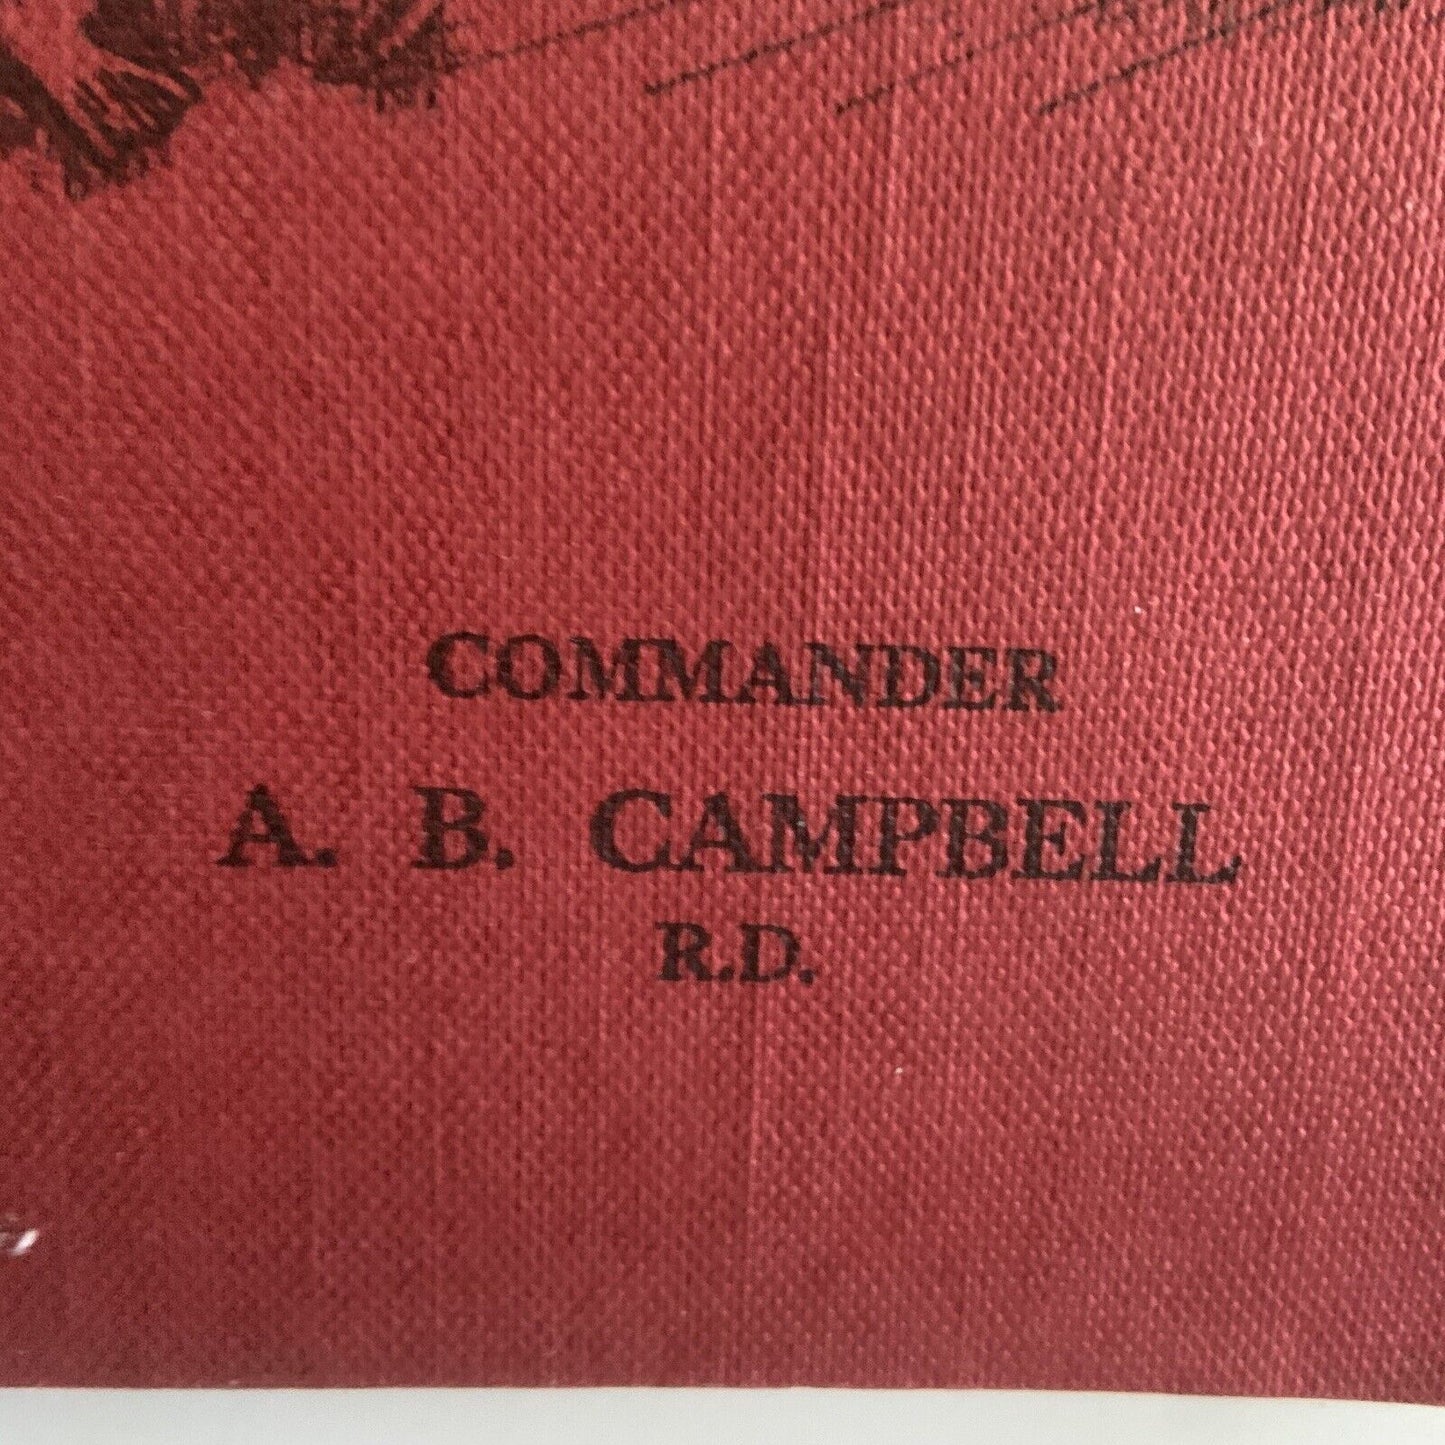 COMMANDER
A. B. CAMPBELL
R.D.